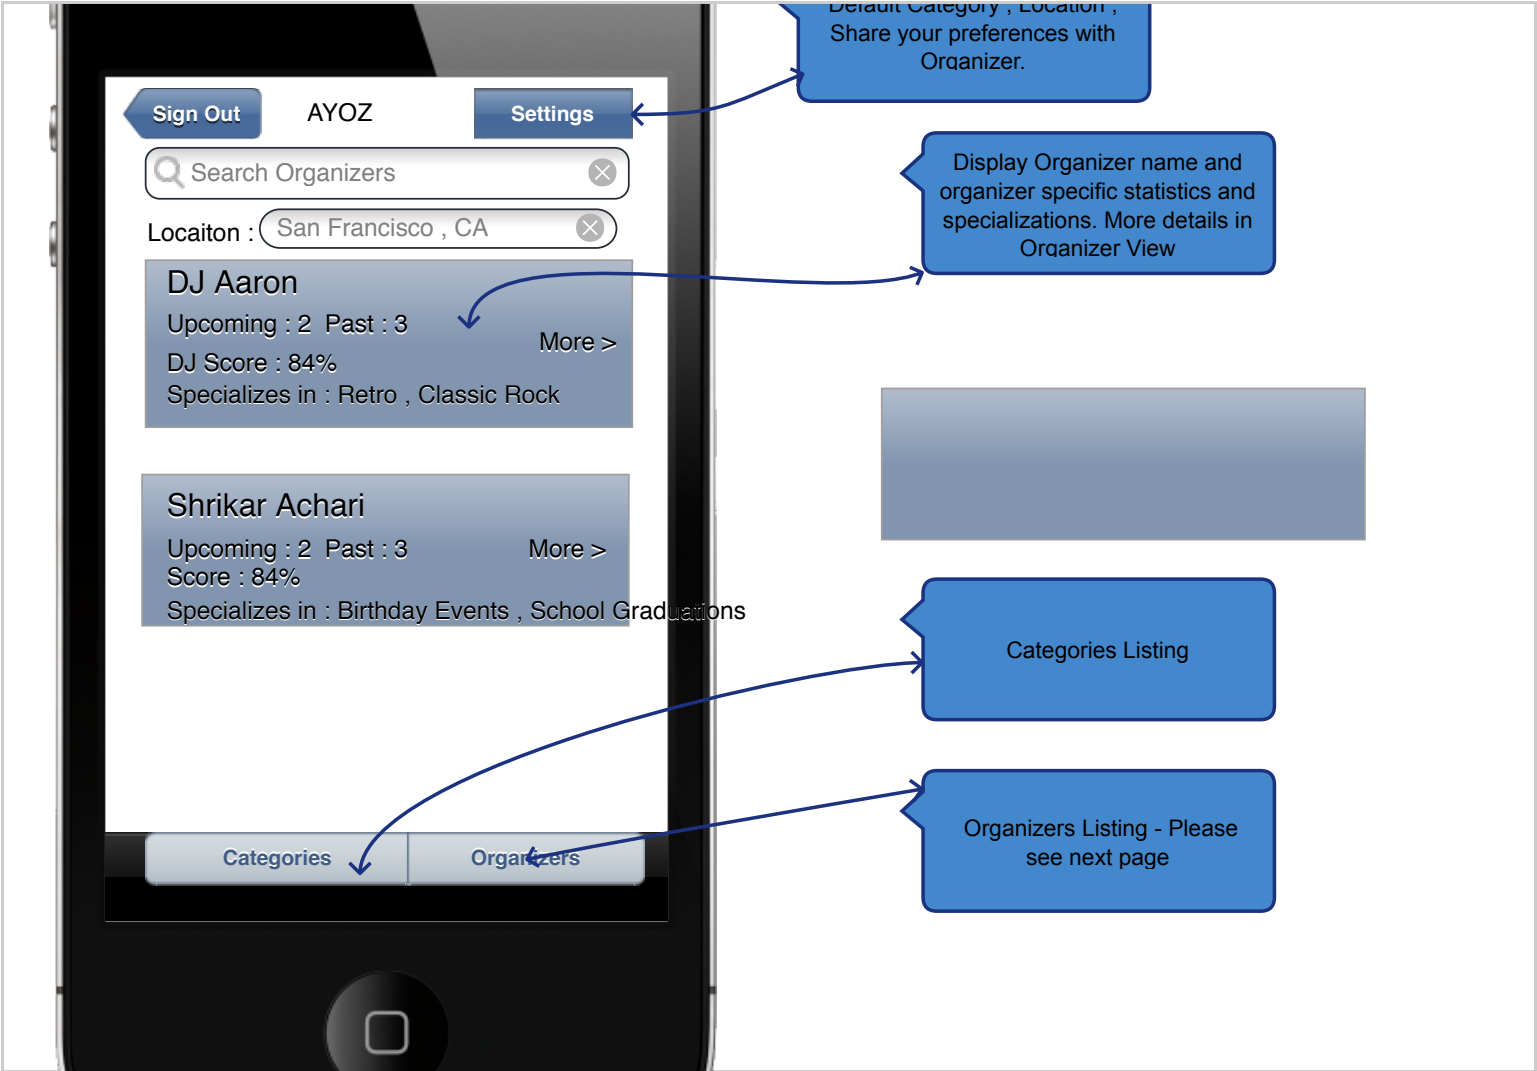 Default Category , Location ,
Share your preferences with
Organizer.
Sign Out
AYOZ
Settings
Search Organizers
Locaiton :
San Francisco , CA
Display Organizer name and
organizer specific statistics and
specializations. More details in
Organizer View
DJ Aaron
Upcoming : 2 Past : 3
More >
DJ Score : 84%
Specializes in : Retro , Classic Rock
Shrikar Achari
Upcoming : 2 Past : 3
More >
Score : 84%
Specializes in : Birthday Events , School Graduations
Categories Listing
Organizers Listing - Please
see next page
Categories
Organizers